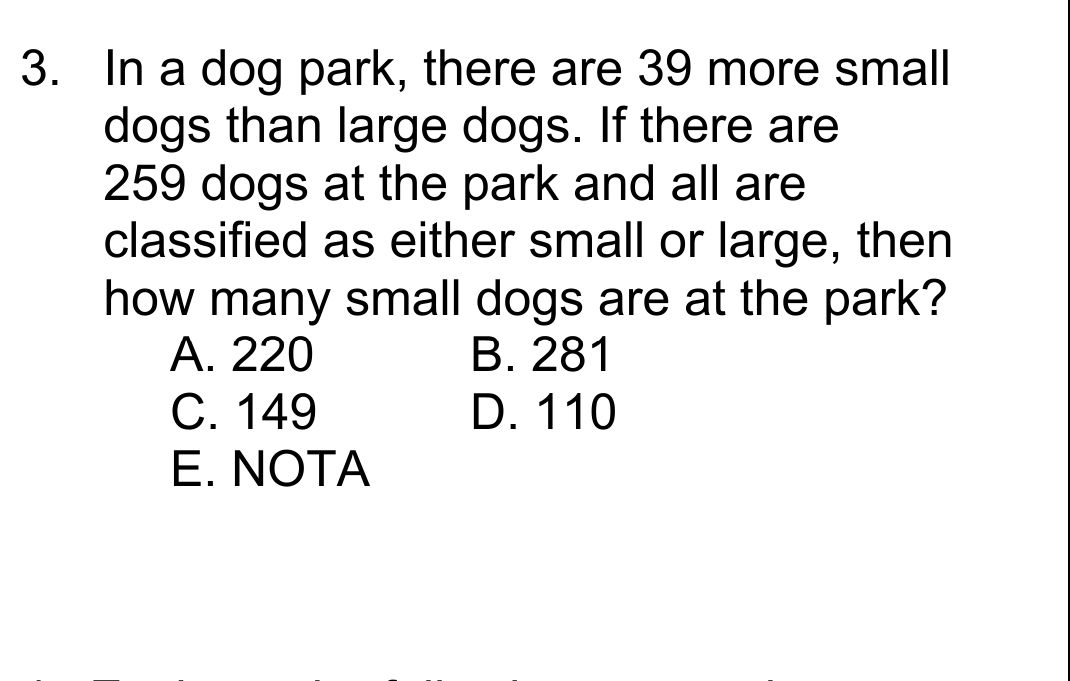 3. In a dog park, there are 39 more small
dogs than large dogs. If there are
259 dogs at the park and all are
classified as either small or large, then
how many small dogs are at the park?
A. 220 B. 281
C. 149 D. 110
E. NOTA